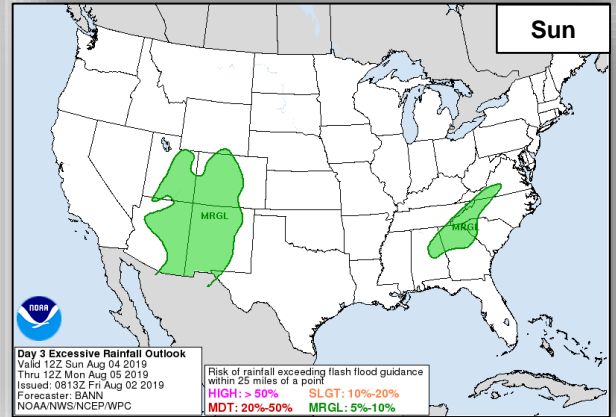 Sun
MRGL
MRGL
NOAA
Day 3 Excessive Rainfall Outlook
Valid 12Z Sun Aug 04 2019
Thru 12Z Mon Aug 05 2019
Issued: 0813Z Fri Aug 02 2019
Forecaster: BANN
NOAA/NWS/NCEP/WPC
Risk of rainfall exceeding flash flood guidance
within 25 miles of a point
HIGH: > 50% SLGT: 10%-20%
MDT: 20%-50% MRGL: 5%-10%